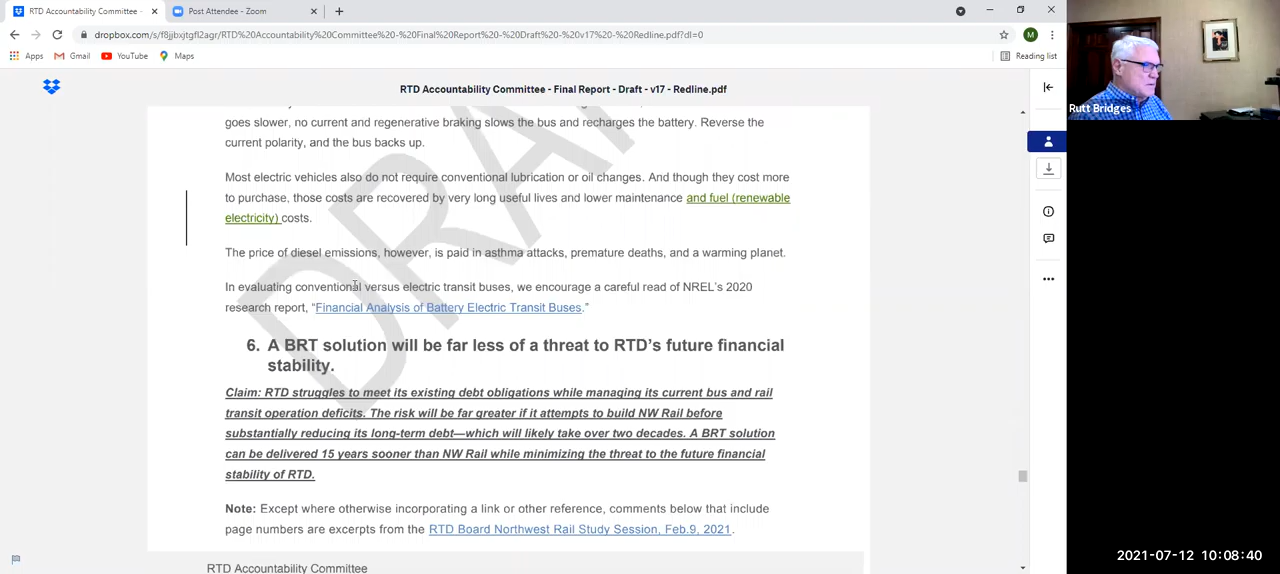 RTD Accountability Committee -
Post Attendee - Zoom
dropbox.com/s/f8jjbxjtgfl2agr/RTD%20Accountability%20Committee%20-%20Final%20Report%20-%20Draft%20-%20v17%20-%20Redline.pdf?dl=0
M
Apps
Gmail
YouTube
Maps
Reading list
RTD Accountability Committee - Final Report - Draft - v17 - Redline.pdf
DRAF
goes slower, no current and regenerative braking slows the bus and recharges the battery. Reverse the
current polarity, and the bus backs up.
Most electric vehicles also do not require conventional lubrication or oil changes. And though they cost more
to purchase, those costs are recovered by very long useful lives and lower maintenance and fuel (renewable
electricity) costs.
The price of diesel emissions, however, is paid in asthma attacks, premature deaths, and a warming planet.
In evaluating conventional versus electric transit buses, we encourage a careful read of NREL's 2020
research report, “Financial Analysis of Battery Electric Transit Buses.”
6. A BRT solution will be far less of a threat to RTD's future financial
stability.
Claim: RTD struggles to meet its existing debt obligations while managing its current bus and rail
transit operation deficits. The risk will be far greater if it attempts to build NW Rail before
substantially reducing its long-term debt—which will likely take over two decades. A BRT solution
can be delivered 15 years sooner than NW Rail while minimizing the threat to the future financial
stability of RTD.
Note: Except where otherwise incorporating a link or other reference, comments below that include
page numbers are excerpts from the RTD Board Northwest Rail Study Session, Feb.9, 2021.
RTD Accountability Committee
Rutt Bridges
2021-07-12 10:08:40